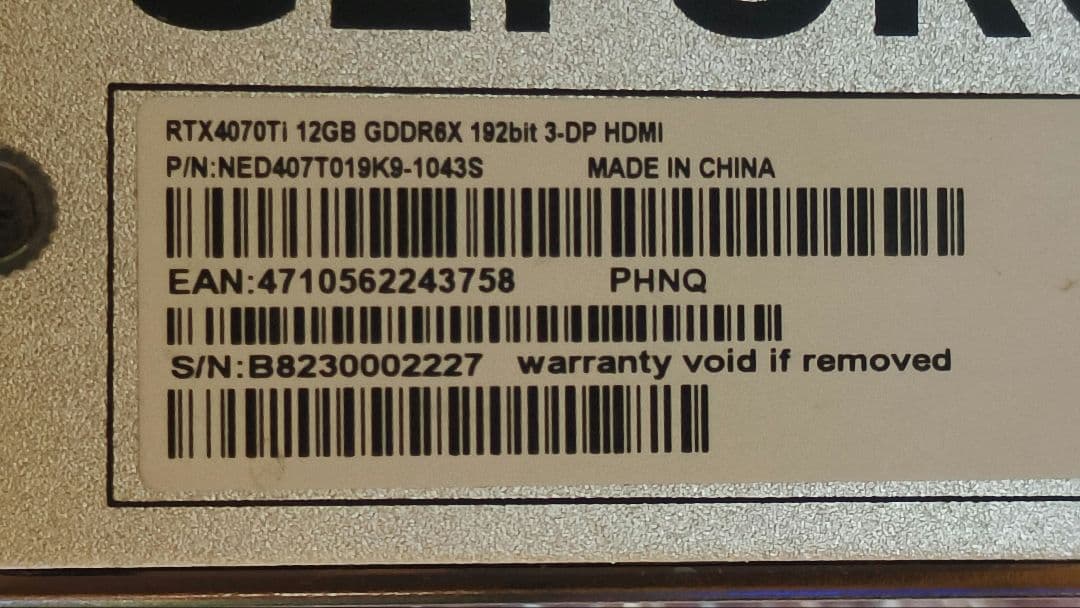 GEFORC
RTX4070Ti 12GB GDDR6X 192bit 3-DP HDMI
P/N:NED407T019K9-1043S MADE IN CHINA
EAN:4710562243758 PHNQ
S/N:B8230002227 warranty void if removed